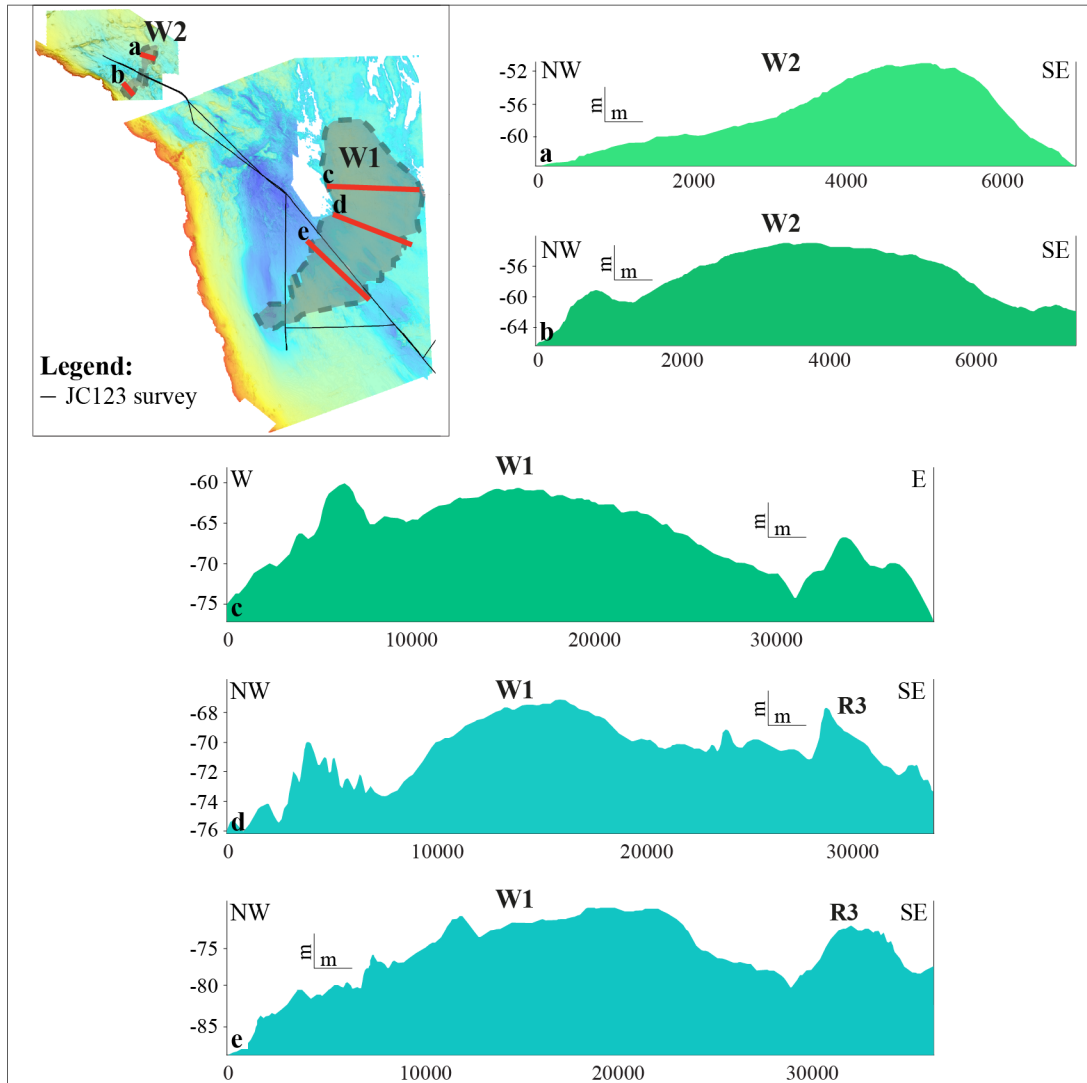 W2
a
b
W1
c
d
e
Legend:
— JC123 survey
NW W2 SE
-52
-56
-60
m
m
a
0 2000 4000 6000
NW W2 SE
-56
-60
-64
m
m
b
2000 4000 6000
0
W W1 E
-60
-65
-70
-75
m
m
c
0 10000 20000 30000
NW W1 SE
R3
-68
-70
-72
-74
-76
m
m
d
0 10000 20000 30000
NW W1 SE
R3
-75
-80
-85
m
m
e
0 10000 20000 30000